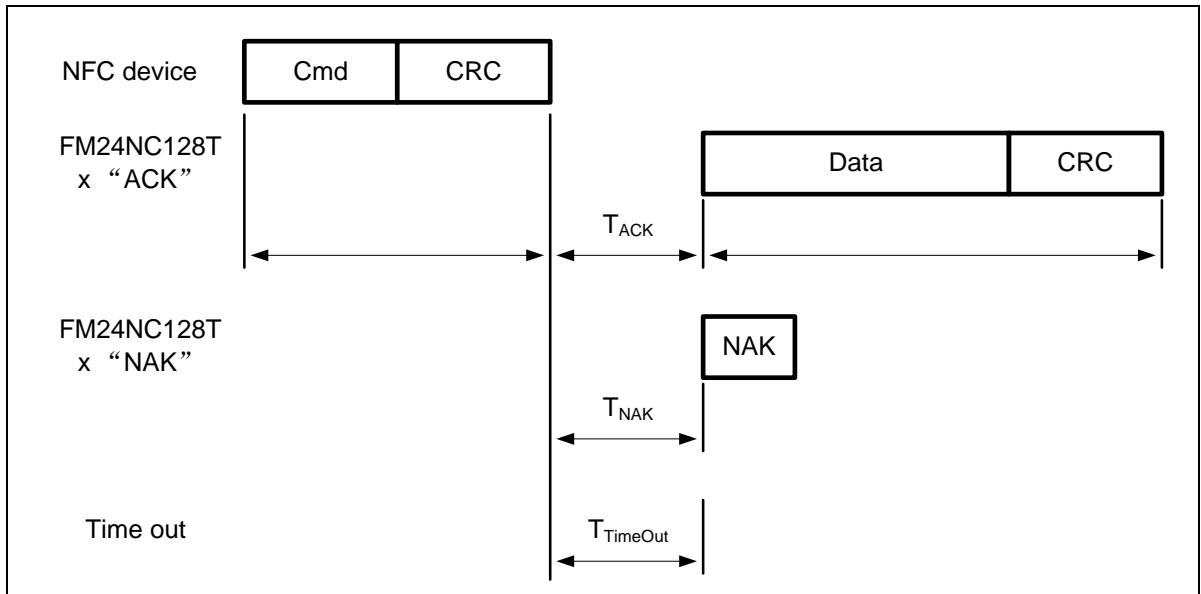 NFC device
Cmd
CRC
FM24NC128T
x “ACK”
Data
CRC
TACK
FM24NC128T
x “NAK”
NAK
TNAK
Time out
TTimeOut